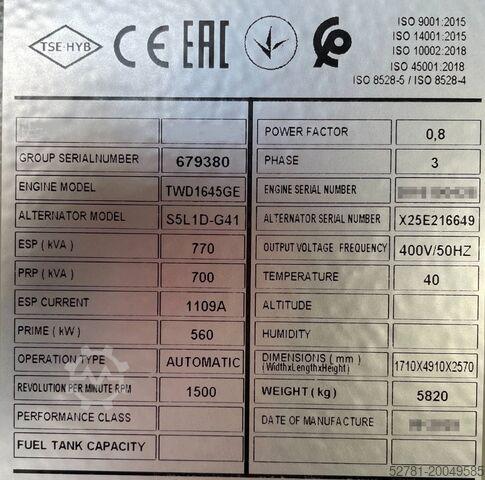 TSE-HYB
CE EAC
ISO 9001:2015
ISO 14001:2015
ISO 10002:2018
ISO 45001:2018
ISO 8528-5 / ISO 8528-4
GROUP SERIALNUMBER 679380
ENGINE MODEL TWD1645GE
ALTERNATOR MODEL S5L1D-G41
ESP ( kVA ) 770
PRP ( kVA ) 700
ESP CURRENT 1109A
PRIME ( kW ) 560
OPERATION TYPE AUTOMATIC
REVOLUTION PER MINUTE RPM 1500
PERFORMANCE CLASS
FUEL TANK CAPACITY
POWER FACTOR 0,8
PHASE 3
ENGINE SERIAL NUMBER
ALTERNATOR SERIAL NUMBER X25E216649
OUTPUT VOLTAGE FREQUENCY 400V/50HZ
TEMPERATURE 40
ALTITUDE
HUMIDITY
DIMENSIONS ( mm )
(WidthxLengthxHeight) 1710X4910X2570
WEIGHT ( kg ) 5820
DATE OF MANUFACTURE
52781-20049585